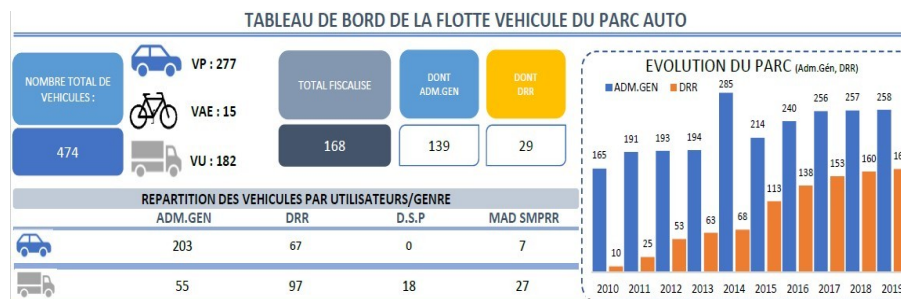 TABLEAU DE BORD DE LA FLOTTE VEHICULE DU PARC AUTO
NOMBRE TOTAL DE
VEHICULES :
474
VP : 277
VAE : 15
VU : 182
TOTAL FISCALISE
168
DONT
ADM.GEN
139
DONT
DRR
29
REPARTITION DES VEHICULES PAR UTILISATEURS/GENRE
ADM.GEN DRR D.S.P MAD SMPRR
203 67 0 7
55 97 18 27
EVOLUTION DU PARC (Adm.Gén, DRR)
ADM.GEN DRR
165 191 193 194 285 214 240 256 257 258
10 25 53 63 68 113 138 153 160
2010 2011 2012 2013 2014 2015 2016 2017 2018 2019